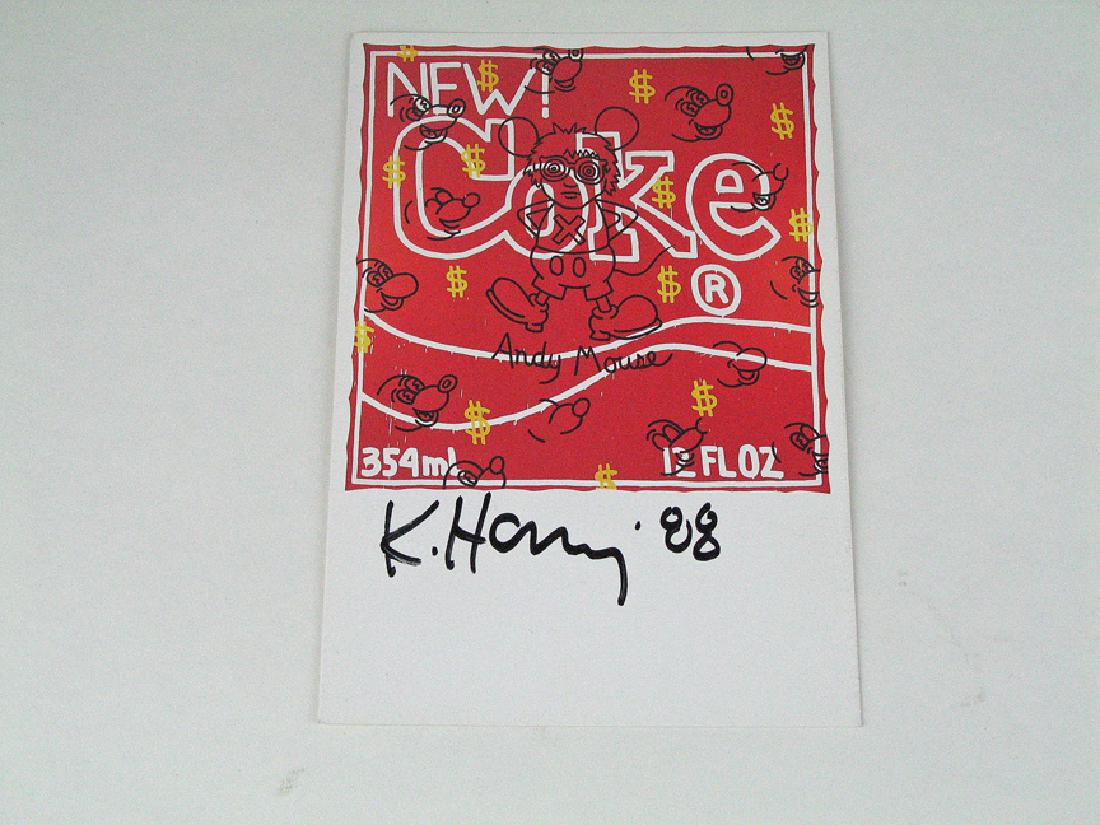 NEW!
Coke
®
Andy Mouse
354ml
12 FL OZ
K. Haring '88